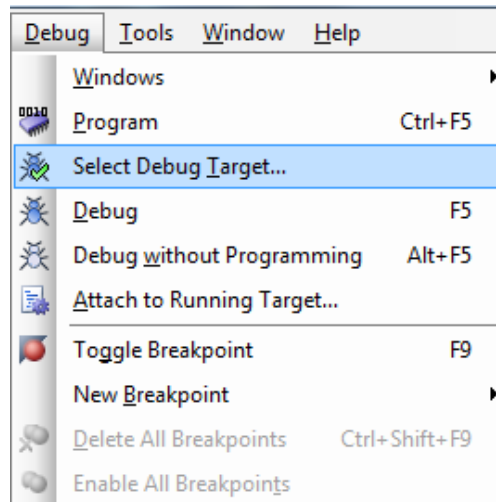 Debug Tools Window Help
Windows
0010
Program Ctrl+F5
Select Debug Target...
Debug F5
Debug without Programming Alt+F5
Attach to Running Target...
Toggle Breakpoint F9
New Breakpoint
Delete All Breakpoints Ctrl+Shift+F9
Enable All Breakpoints